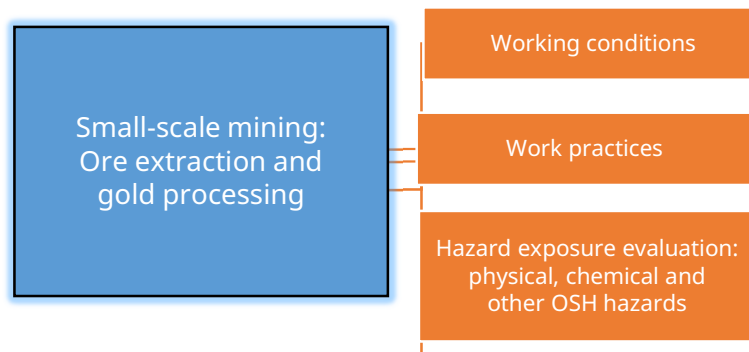 Small-scale mining:
Ore extraction and
gold processing
Working conditions
Work practices
Hazard exposure evaluation:
physical, chemical and
other OSH hazards